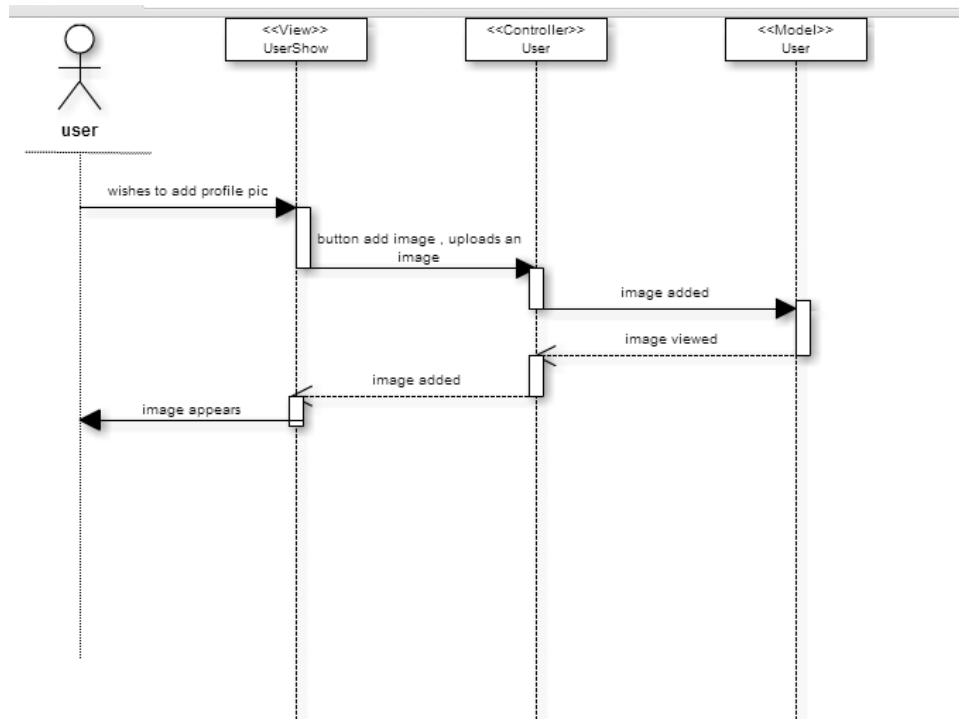 <<View>>
UserShow
<<Controller>>
User
<<Model>>
User
user
wishes to add profile pic
button add image , uploads an
image
image added
image viewed
image added
image appears